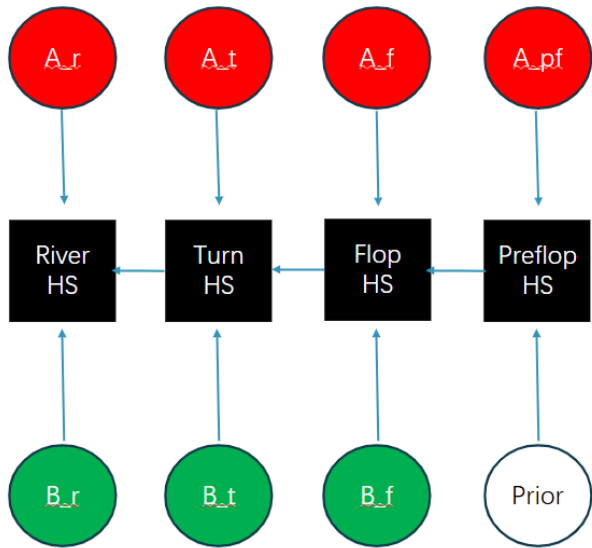 A_r
A_t
A_f
A_pf
River
HS
Turn
HS
Flop
HS
Preflop
HS
B_r
B_t
B_f
Prior